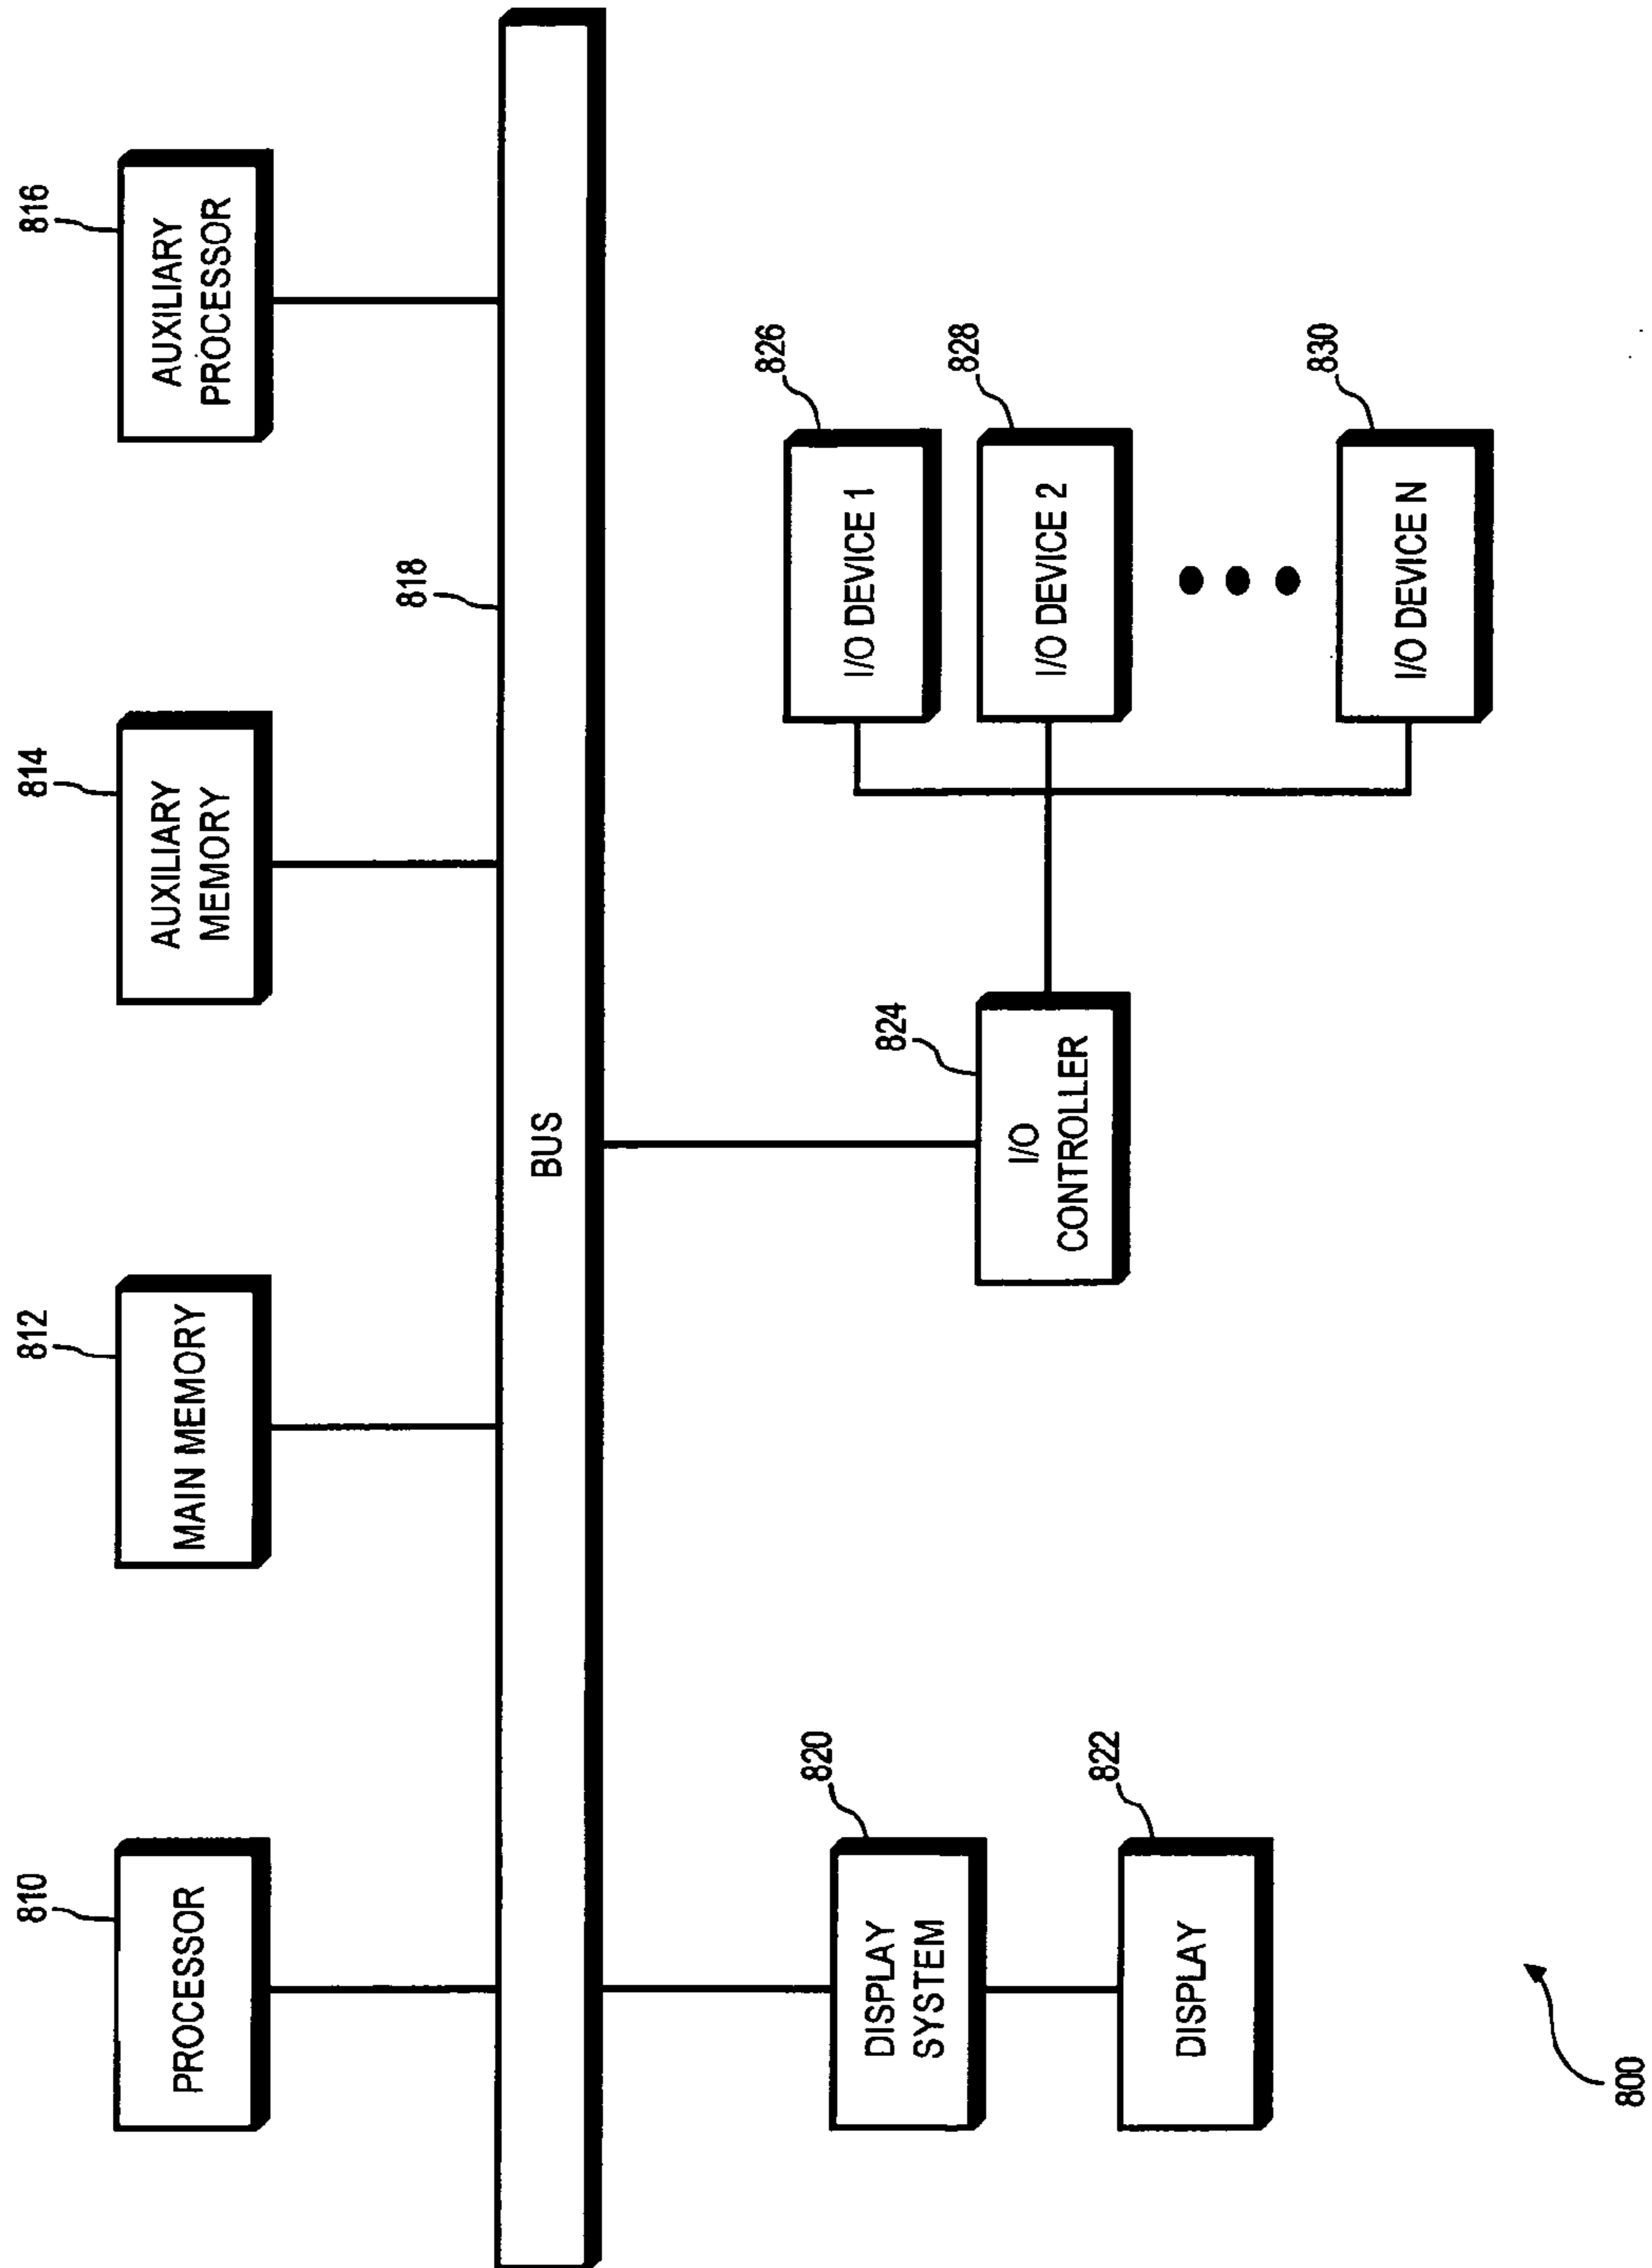 810
812
814
816
PROCESSOR
MAIN MEMORY
AUXILIARY
MEMORY
AUXILIARY
PROCESSOR
818
BUS
820
DISPLAY
SYSTEM
822
DISPLAY
824
I/O
CONTROLLER
826
I/O DEVICE 1
828
I/O DEVICE 2
830
I/O DEVICE N
800